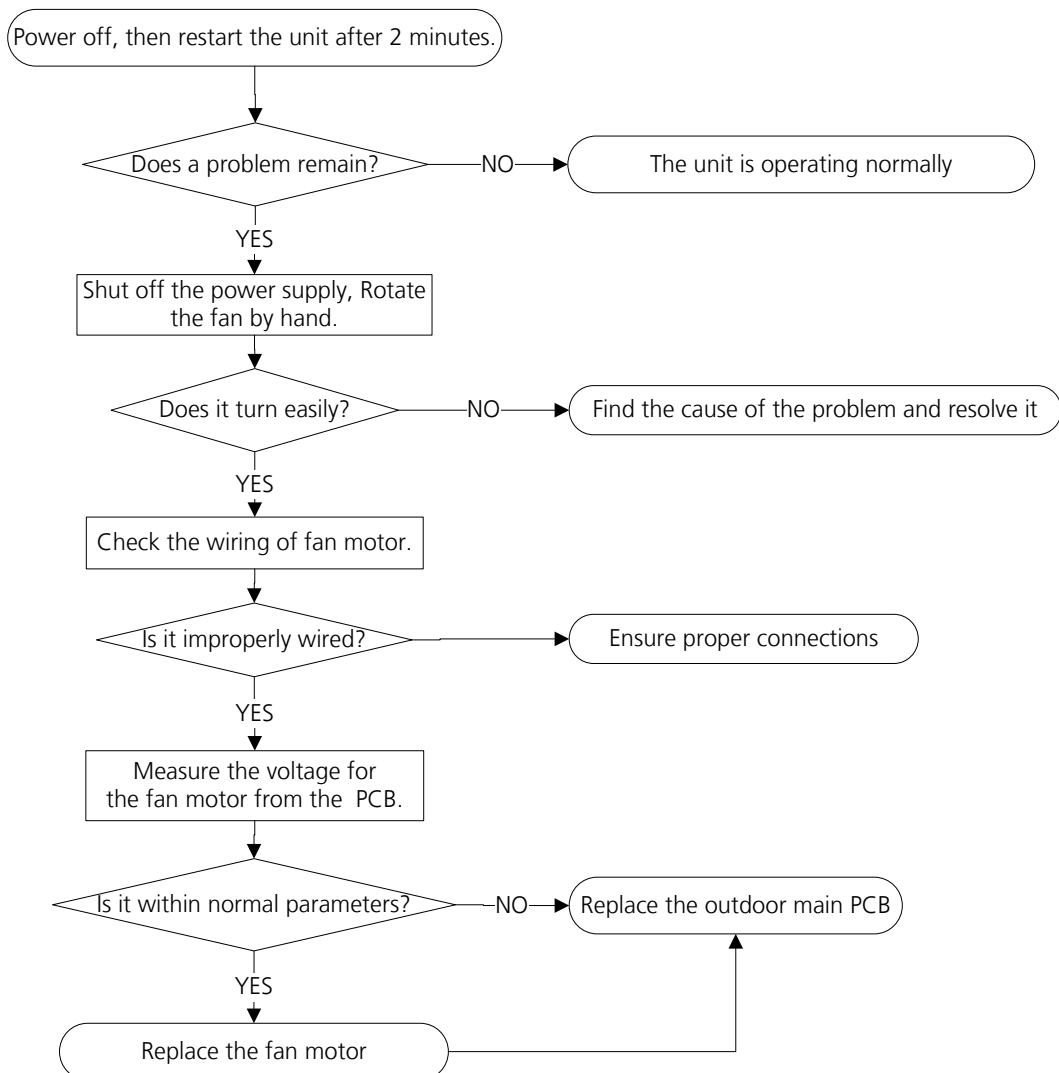 Power off, then restart the unit after 2 minutes.
Does a problem remain?
NO
The unit is operating normally
YES
Shut off the power supply, Rotate
the fan by hand.
Does it turn easily?
NO
Find the cause of the problem and resolve it
YES
Check the wiring of fan motor.
Is it improperly wired?
Ensure proper connections
YES
Measure the voltage for
the fan motor from the PCB.
Is it within normal parameters?
NO
Replace the outdoor main PCB
YES
Replace the fan motor